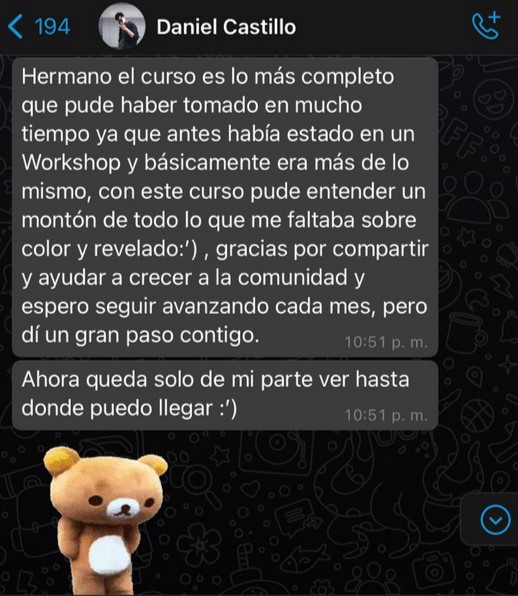 194
Daniel Castillo
Hermano el curso es lo más completo
que pude haber tomado en mucho
tiempo ya que antes había estado en un
Workshop y básicamente era más de lo
mismo, con este curso pude entender un
montón de todo lo que me faltaba sobre
color y revelado:') , gracias por compartir
y ayudar a crecer a la comunidad y
espero seguir avanzando cada mes, pero
dí un gran paso contigo.
10:51 p. m.
Ahora queda solo de mi parte ver hasta
donde puedo llegar :')
10:51 p. m.